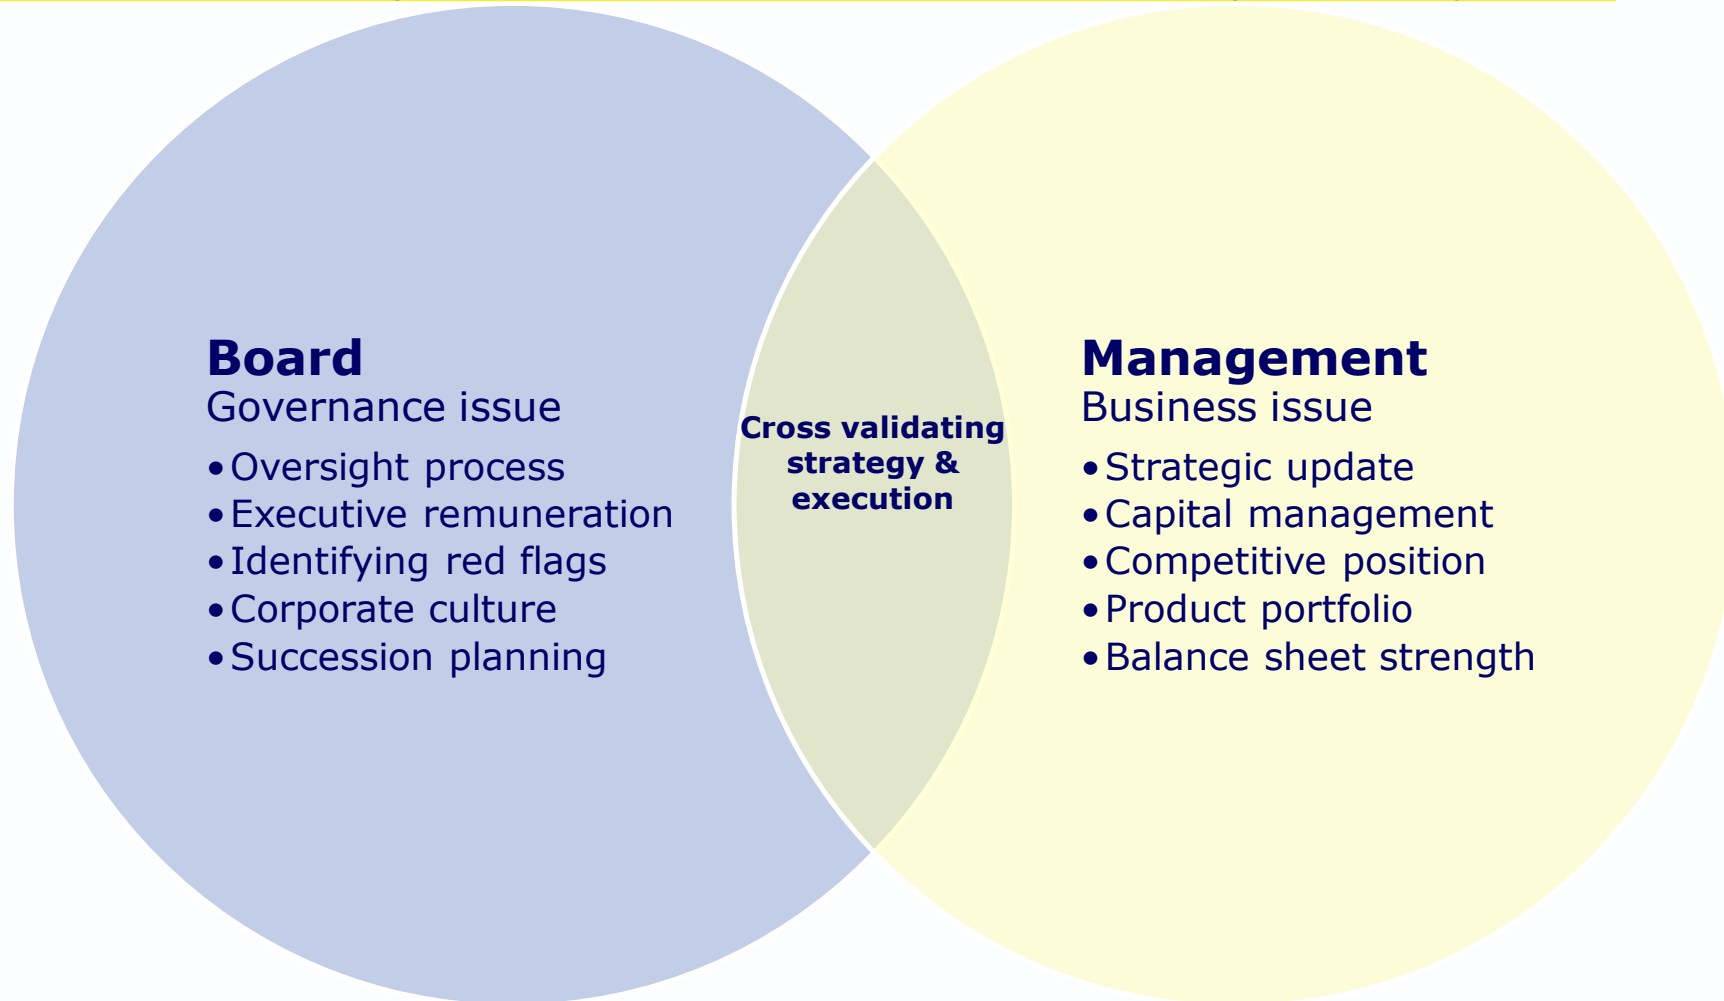 Board
Governance issue
•Oversight process
•Executive remuneration
•Identifying red flags
•Corporate culture
•Succession planning
Cross validating
strategy &
execution
Management
Business issue
•Strategic update
•Capital management
•Competitive position
•Product portfolio
•Balance sheet strength